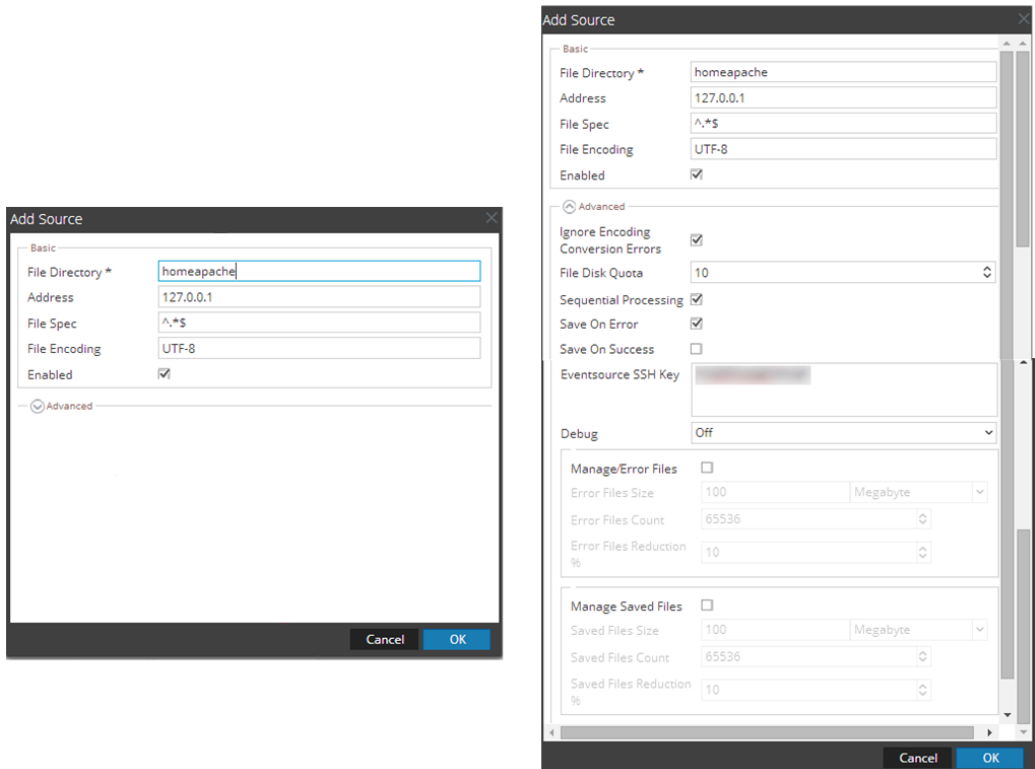 Add Source
Basic
File Directory *
homeapache
Address
127.0.0.1
File Spec
^.*$
File Encoding
UTF-8
Enabled
Advanced
Cancel
OK
Add Source
Basic
File Directory *
homeapache
Address
127.0.0.1
File Spec
^.*$
File Encoding
UTF-8
Enabled
Advanced
Ignore Encoding
Conversion Errors
File Disk Quota
10
Sequential Processing
Save On Error
Save On Success
Eventsource SSH Key
Debug
Off
Manage/Error Files
Error Files Size
100
Megabyte
Error Files Count
65536
Error Files Reduction
%
10
Manage Saved Files
Saved Files Size
100
Megabyte
Saved Files Count
65536
Saved Files Reduction
%
10
Cancel
OK